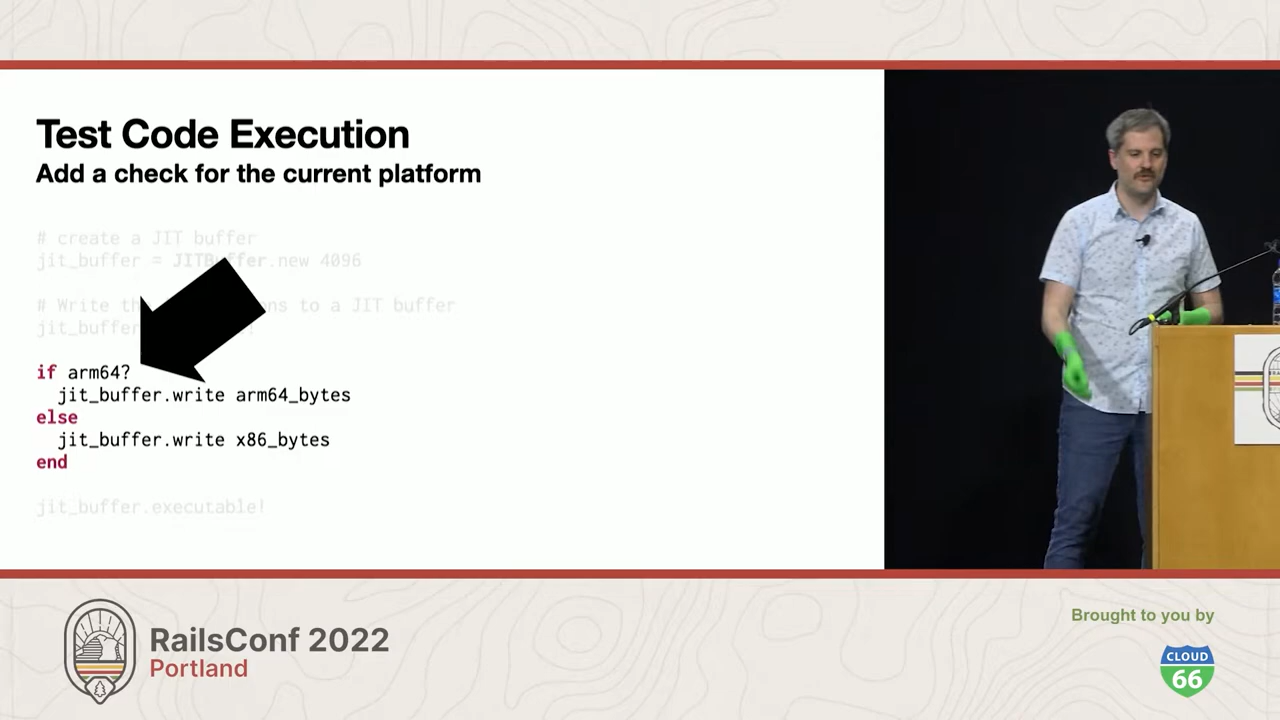 Test Code Execution
Add a check for the current platform
# create a JIT buffer
jit_buffer = JITBuffer.new 4096
# Write th ns to a JIT buffer
jit_buffer
if arm64?
jit_buffer.write arm64_bytes
else
jit_buffer.write x86_bytes
end
jit_buffer.executable!
RailsConf 2022
Portland
Brought to you by
CLOUD
66